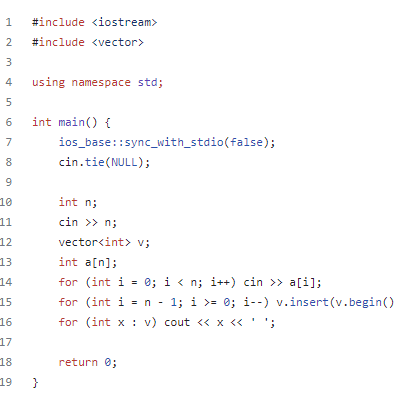 1 #include <iostream>
2 #include <vector>
3
4 using namespace std;
5
6 int main() {
7     ios_base::sync_with_stdio(false);
8     cin.tie(NULL);
9
10     int n;
11     cin >> n;
12     vector<int> v;
13     int a[n];
14     for (int i = 0; i < n; i++) cin >> a[i];
15     for (int i = n - 1; i >= 0; i--) v.insert(v.begin()
16     for (int x : v) cout << x << ' ';
17
18     return 0;
19 }